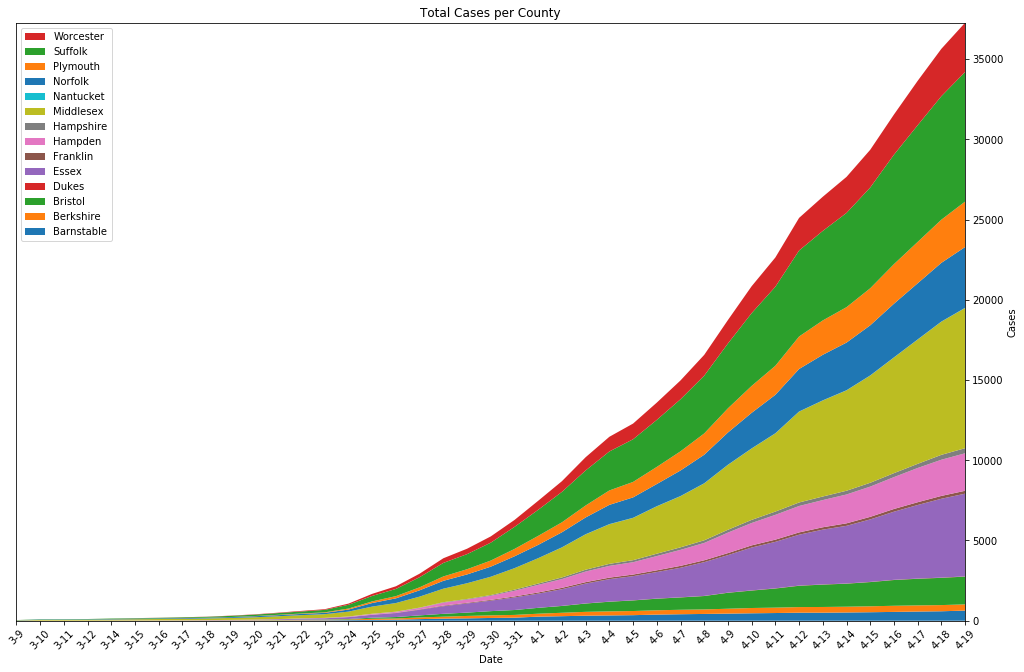 Total Cases per County
Worcester
Suffolk
Plymouth
Norfolk
Nantucket
Middlesex
Hampshire
Hampden
Franklin
Essex
Dukes
Bristol
Berkshire
Barnstable
35000
30000
25000
20000
15000
10000
5000
0
Cases
3-9 3-10 3-11 3-12 3-14 3-15 3-16 3-17 3-18 3-19 3-20 3-21 3-22 3-23 3-24 3-25 3-26 3-27 3-28 3-29 3-30 3-31 4-1 4-2 4-3 4-4 4-5 4-6 4-7 4-8 4-9 4-10 4-11 4-12 4-13 4-14 4-15 4-16 4-17 4-18 4-19
Date